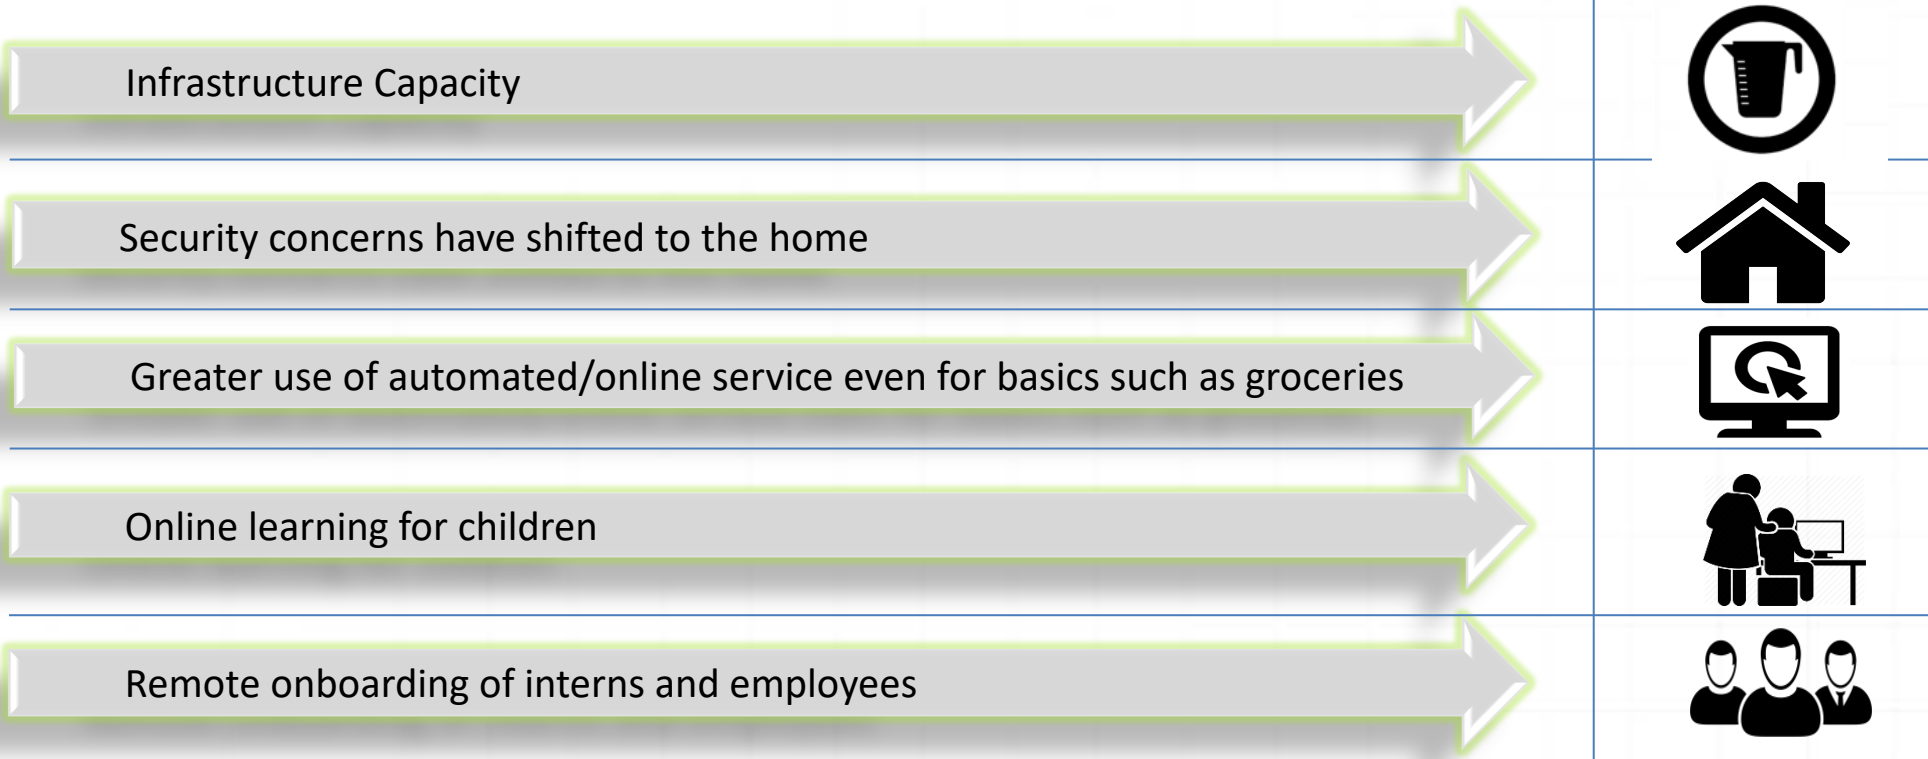 Infrastructure Capacity
Security concerns have shifted to the home
Greater use of automated/online service even for basics such as groceries
Online learning for children
Remote onboarding of interns and employees